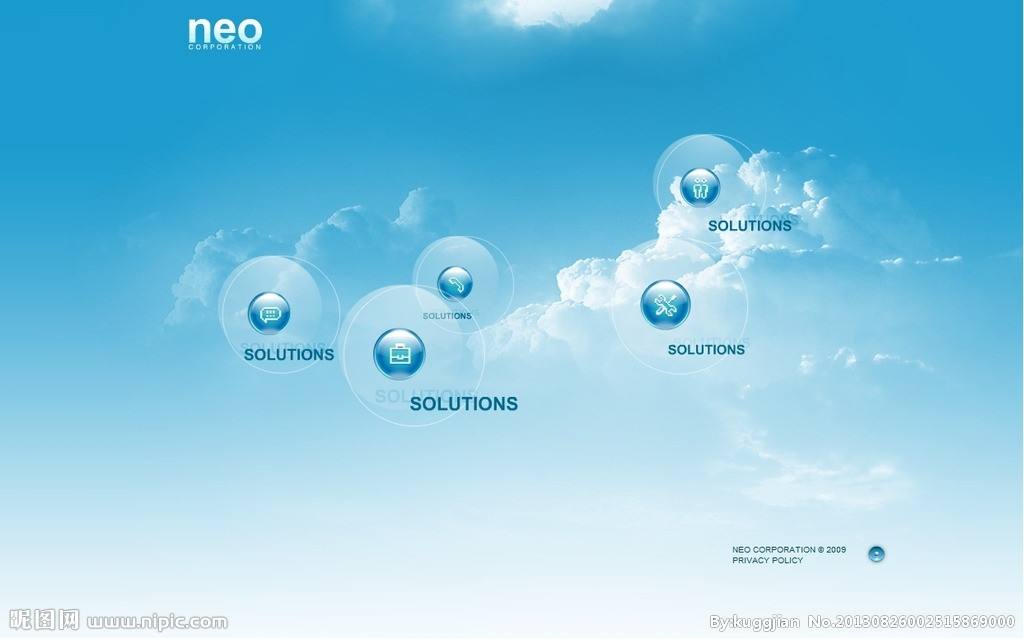 neo
CORPORATION
SOLUTIONS
SOLUTIONS
SOLUTIONS
SOLUTIONS
SOLUTIONS
NEO CORPORATION © 2009
PRIVACY POLICY
昵图网 www.nipic.com
By:kuggjian No.20130826002515869000